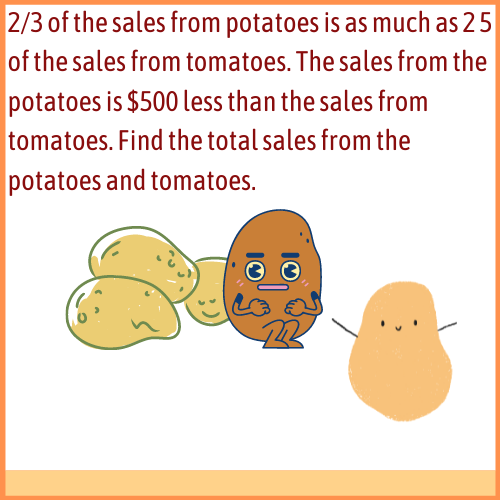 2/3 of the sales from potatoes is as much as 2 5
of the sales from tomatoes. The sales from the
potatoes is $500 less than the sales from
tomatoes. Find the total sales from the
potatoes and tomatoes.